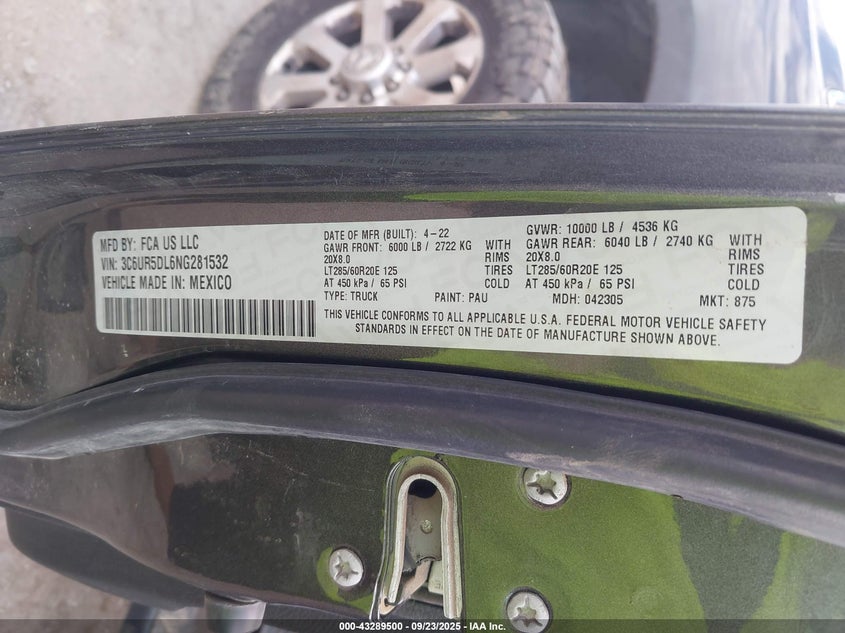 MFD BY: FCA US LLC
VIN: 3C6UR5DL6NG281532
VEHICLE MADE IN: MEXICO
DATE OF MFR (BUILT): 4-22 GVWR: 10000 LB / 4536 KG
GAWR FRONT: 6000 LB / 2722 KG WITH GAWR REAR: 6040 LB / 2740 KG WITH
20X8.0 RIMS 20X8.0 RIMS
LT285/60R20E 125 TIRES LT285/60R20E 125 TIRES
AT 450 kPa / 65 PSI COLD AT 450 kPa / 65 PSI COLD
TYPE: TRUCK PAINT: PAU MDH: 042305 MKT: 875
THIS VEHICLE CONFORMS TO ALL APPLICABLE U.S.A. FEDERAL MOTOR VEHICLE SAFETY
STANDARDS IN EFFECT ON THE DATE OF MANUFACTURE SHOWN ABOVE.
000-43289500 - 09/23/2025 - IAA Inc.